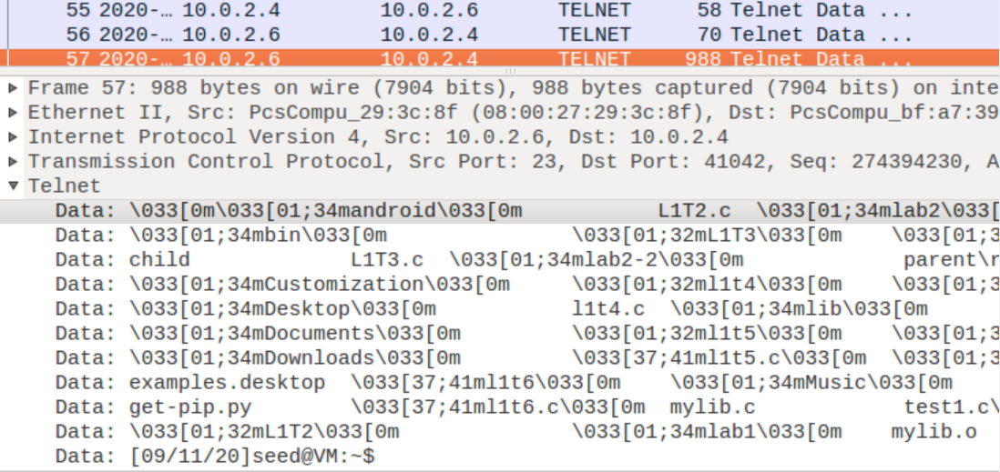 55 2020-… 10.0.2.4 10.0.2.6 TELNET 58 Telnet Data ...
56 2020-… 10.0.2.6 10.0.2.4 TELNET 70 Telnet Data ...
57 2020-… 10.0.2.6 10.0.2.4 TELNET 988 Telnet Data ...
Frame 57: 988 bytes on wire (7904 bits), 988 bytes captured (7904 bits) on inte
Ethernet II, Src: PcsCompu_29:3c:8f (08:00:27:29:3c:8f), Dst: PcsCompu_bf:a7:39
Internet Protocol Version 4, Src: 10.0.2.6, Dst: 10.0.2.4
Transmission Control Protocol, Src Port: 23, Dst Port: 41042, Seq: 274394230, A
Telnet
Data: \033[0m\033[01;34mandroid\033[0m L1T2.c \033[01;34mlab2\033[
Data: \033[01;34mbin\033[0m \033[01;32mL1T3\033[0m \033[01;3
Data: child L1T3.c \033[01;34mlab2-2\033[0m parent\r
Data: \033[01;34mCustomization\033[0m \033[01;32ml1t4\033[0m \033[01;3
Data: \033[01;34mDesktop\033[0m l1t4.c \033[01;34mlib\033[0m
Data: \033[01;34mDocuments\033[0m \033[01;32ml1t5\033[0m \033[01;3
Data: \033[01;34mDownloads\033[0m \033[37;41ml1t5.c\033[0m \033[01;3
Data: examples.desktop \033[37;41ml1t6\033[0m \033[01;34mMusic\033[0m
Data: get-pip.py \033[37;41ml1t6.c\033[0m mylib.c test1.c\
Data: \033[01;32mL1T2\033[0m \033[01;34mlab1\033[0m mylib.o
Data: [09/11/20]seed@VM:~$